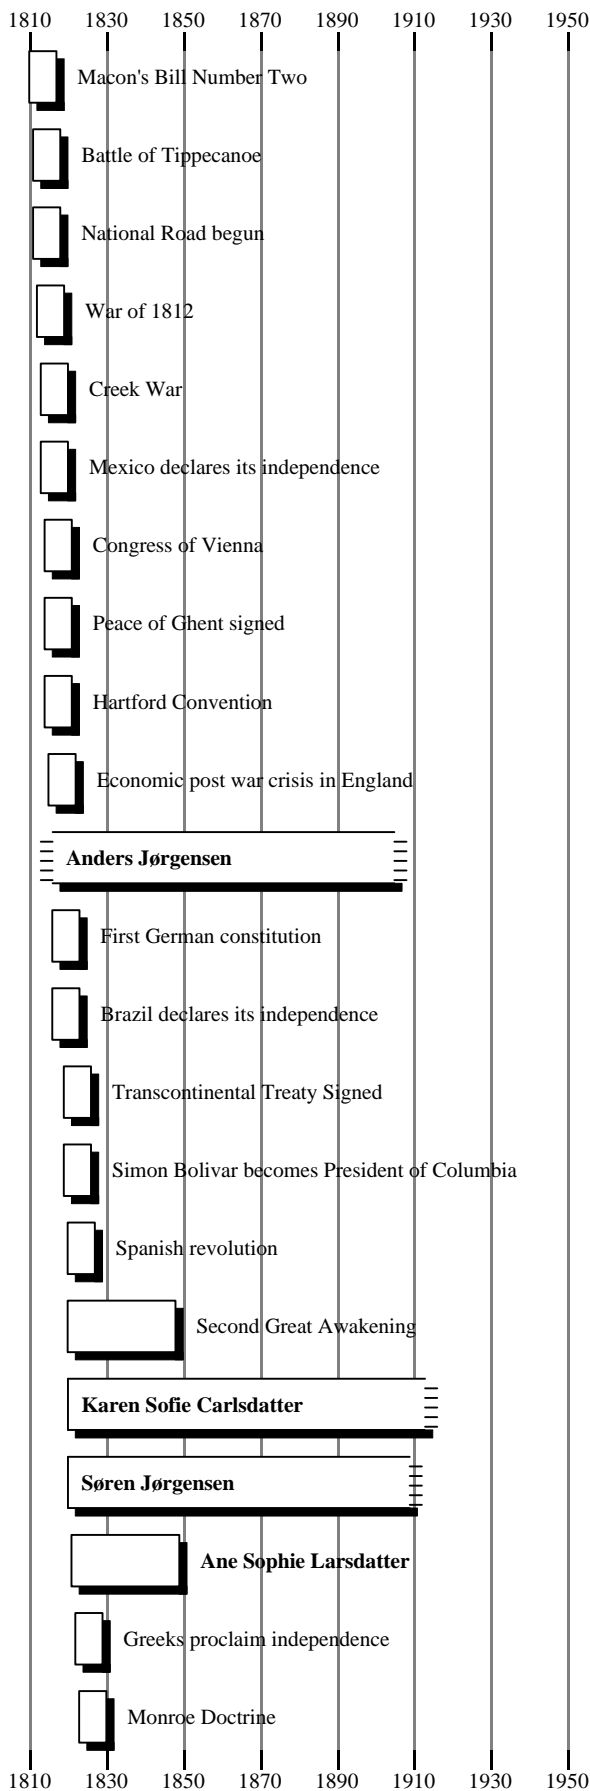 1810 1830 1850 1870 1890 1910 1930 1950
Macon's Bill Number Two
Battle of Tippecanoe
National Road begun
War of 1812
Creek War
Mexico declares its independence
Congress of Vienna
Peace of Ghent signed
Hartford Convention
Economic post war crisis in England
Anders Jørgensen
First German constitution
Brazil declares its independence
Transcontinental Treaty Signed
Simon Bolivar becomes President of Columbia
Spanish revolution
Second Great Awakening
Karen Sofie Carlsdatter
Søren Jørgensen
Ane Sophie Larsdatter
Greeks proclaim independence
Monroe Doctrine
1810 1830 1850 1870 1890 1910 1930 1950